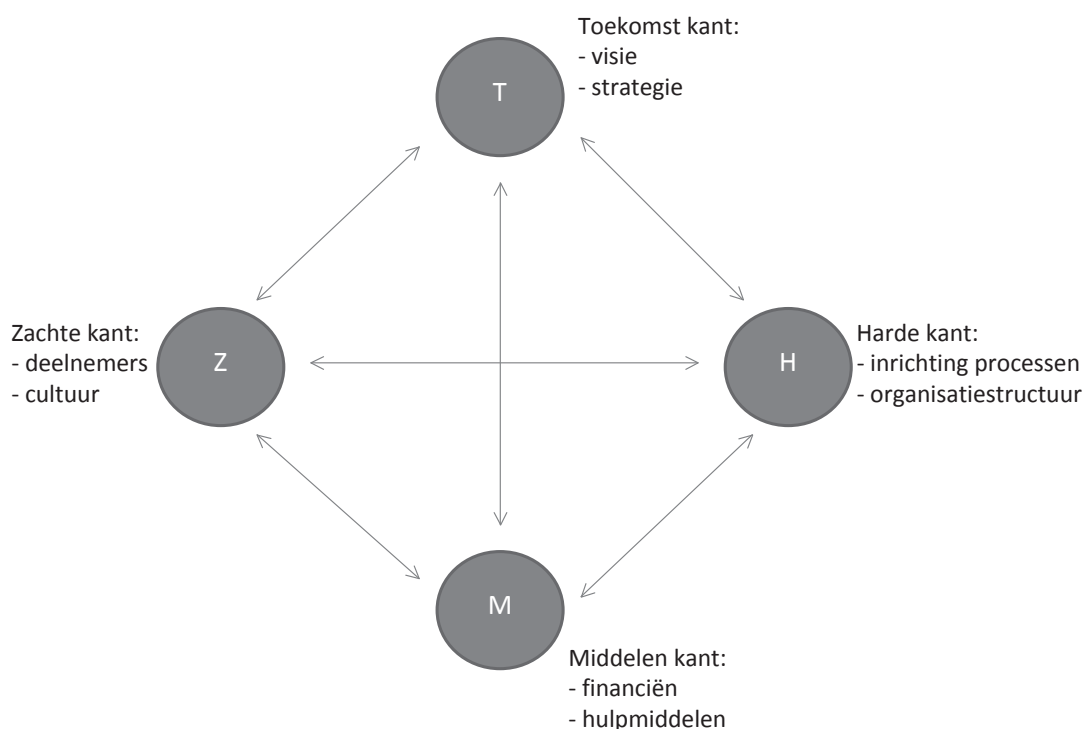 Toekomst kant:
- visie
- strategie
T
Zachte kant:
- deelnemers
- cultuur
Z
H
Harde kant:
- inrichting processen
- organisatiestructuur
M
Middelen kant:
- financiën
- hulpmiddelen